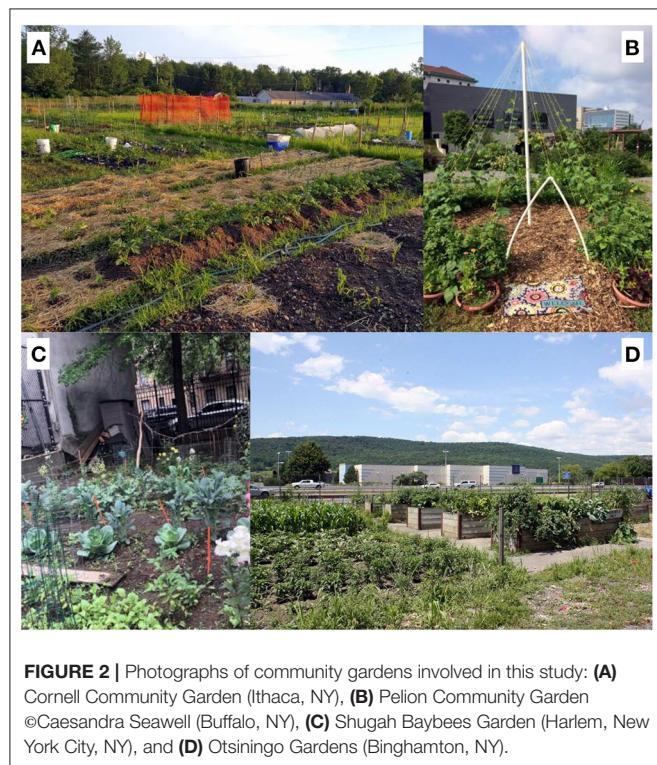 A
B
WELCOME
C
D
FIGURE 2 | Photographs of community gardens involved in this study: (A)
Cornell Community Garden (Ithaca, NY), (B) Pelion Community Garden
©Caesandra Seawell (Buffalo, NY), (C) Shugah Baybees Garden (Harlem, New
York City, NY), and (D) Otsiningo Gardens (Binghamton, NY).